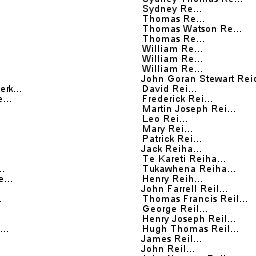 Sydney Thomas Re...
Sydney Re...
Thomas Re...
Thomas Watson Re...
Thomas Re...
William Re...
William Re...
William Re...
John Goran Stewart Reid
David Rei...
erk...
Frederick Rei...
e...
Martin Joseph Rei...
Leo Rei...
Mary Rei...
Patrick Rei...
Jack Reiha...
Te Kareti Reiha...
Tukawhena Reiha...
Henry Reih...
e...
John Farrell Reil...
Thomas Francis Reil...
George Reil...
Henry Joseph Reil...
Hugh Thomas Reil...
...
James Reil...
John Reil...